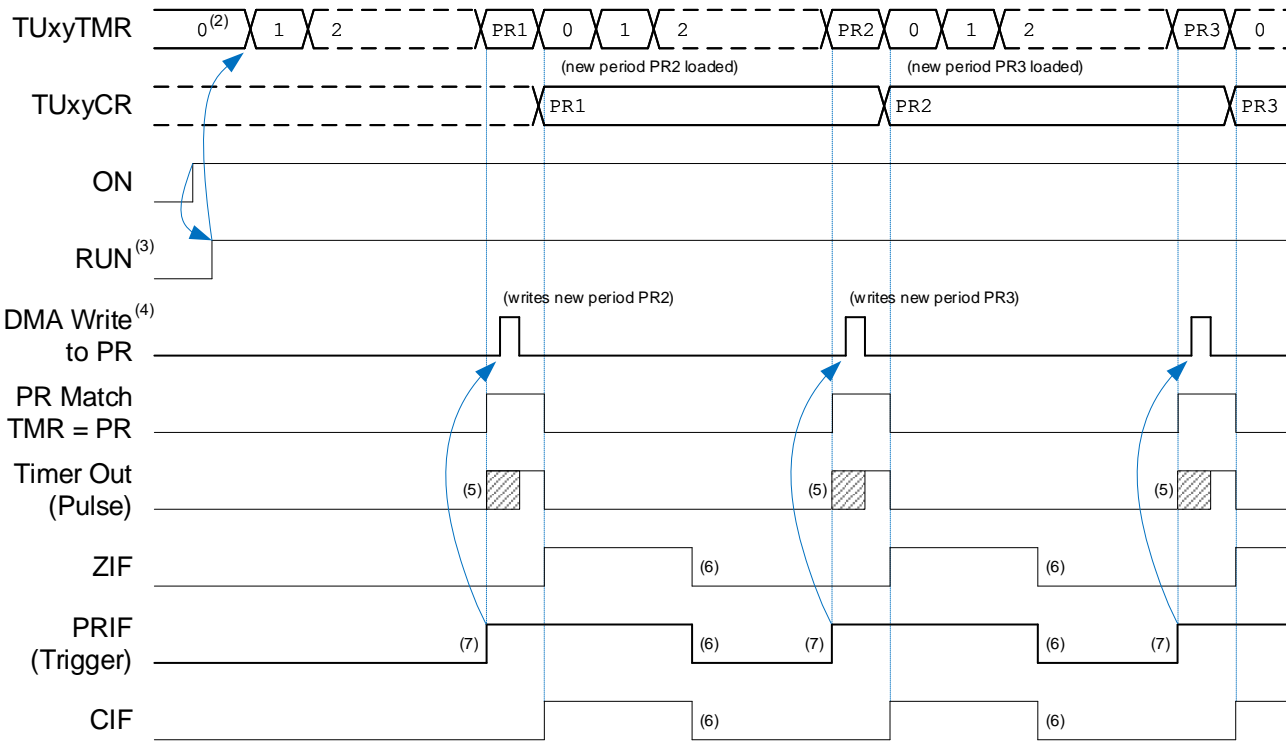 TUxyTMR 0(2) 1 2 PR1 0 1 2 PR2 0 1 2 PR3 0
(new period PR2 loaded) (new period PR3 loaded)
TUxyCR PR1 PR2 PR3
ON
RUN(3)
(writes new period PR2) (writes new period PR3)
DMA Write(4)
to PR
PR Match
TMR = PR
Timer Out
(Pulse) (5) (5) (5)
ZIF (6) (6)
PRIF
(Trigger) (7) (6) (7) (6) (7)
CIF (6) (6)